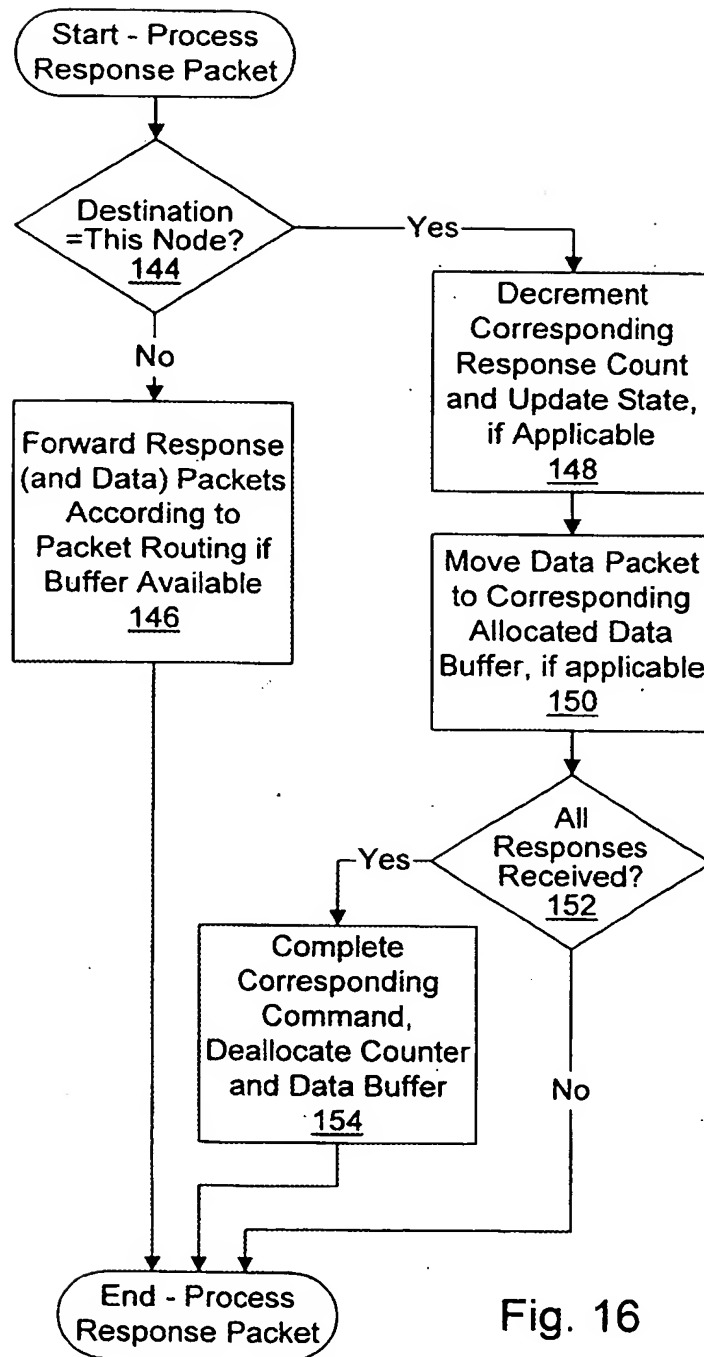 Start - Process
Response Packet
Destination
=This Node?
144
Yes
No
Decrement
Corresponding
Response Count
and Update State,
if Applicable
148
Forward Response
(and Data) Packets
According to
Packet Routing if
Buffer Available
146
Move Data Packet
to Corresponding
Allocated Data
Buffer, if applicable
150
All
Responses
Received?
152
Yes
Complete
Corresponding
Command,
Deallocate Counter
and Data Buffer
154
No
End - Process
Response Packet
Fig. 16